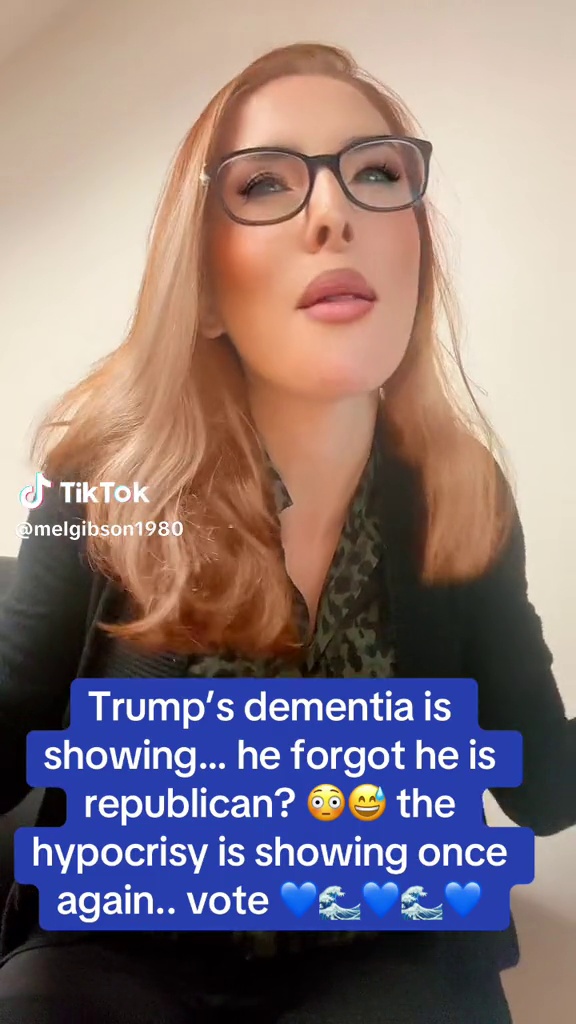 TikTok
@melgibson1980
Trump's dementia is
showing... he forgot he is
republican? 😳😅 the
hypocrisy is showing once
again.. vote 💙🌊💙🌊💙